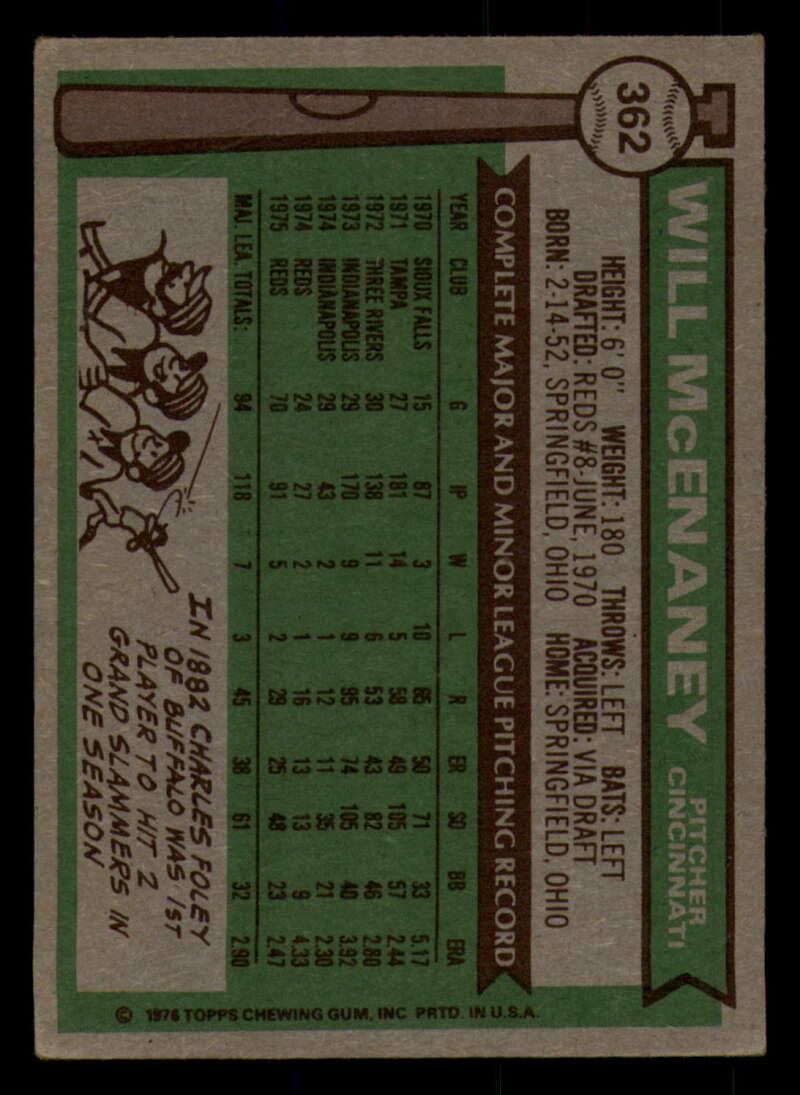 362
WILL McENANEY
PITCHER
CINCINNATI
HEIGHT: 6' 0" WEIGHT: 180 THROWS: LEFT BATS: LEFT
DRAFTED: REDS #8-JUNE, 1970 ACQUIRED: VIA DRAFT
BORN: 2-14-52, SPRINGFIELD, OHIO HOME: SPRINGFIELD, OHIO
COMPLETE MAJOR AND MINOR LEAGUE PITCHING RECORD
YEAR CLUB G IP W L R ER SO BB ERA
1970 SIOUX FALLS 15 87 3 10 65 50 71 33 5.17
1971 TAMPA 27 181 14 5 58 49 105 57 2.44
1972 THREE RIVERS 30 138 11 6 53 43 82 46 2.80
1973 INDIANAPOLIS 29 170 9 9 95 74 105 40 3.92
1974 INDIANAPOLIS 29 43 2 1 12 11 35 21 2.30
1974 REDS 24 27 2 1 16 13 13 9 4.33
1975 REDS 70 91 5 2 29 25 48 23 2.47
MAJ. LEA. TOTALS: 94 118 7 3 45 38 61 32 2.90
IN 1882 CHARLES FOLEY
OF BUFFALO WAS 1ST
PLAYER TO HIT 2
GRAND SLAMMERS IN
ONE SEASON
© 1976 TOPPS CHEWING GUM, INC PRTD. IN U.S.A.